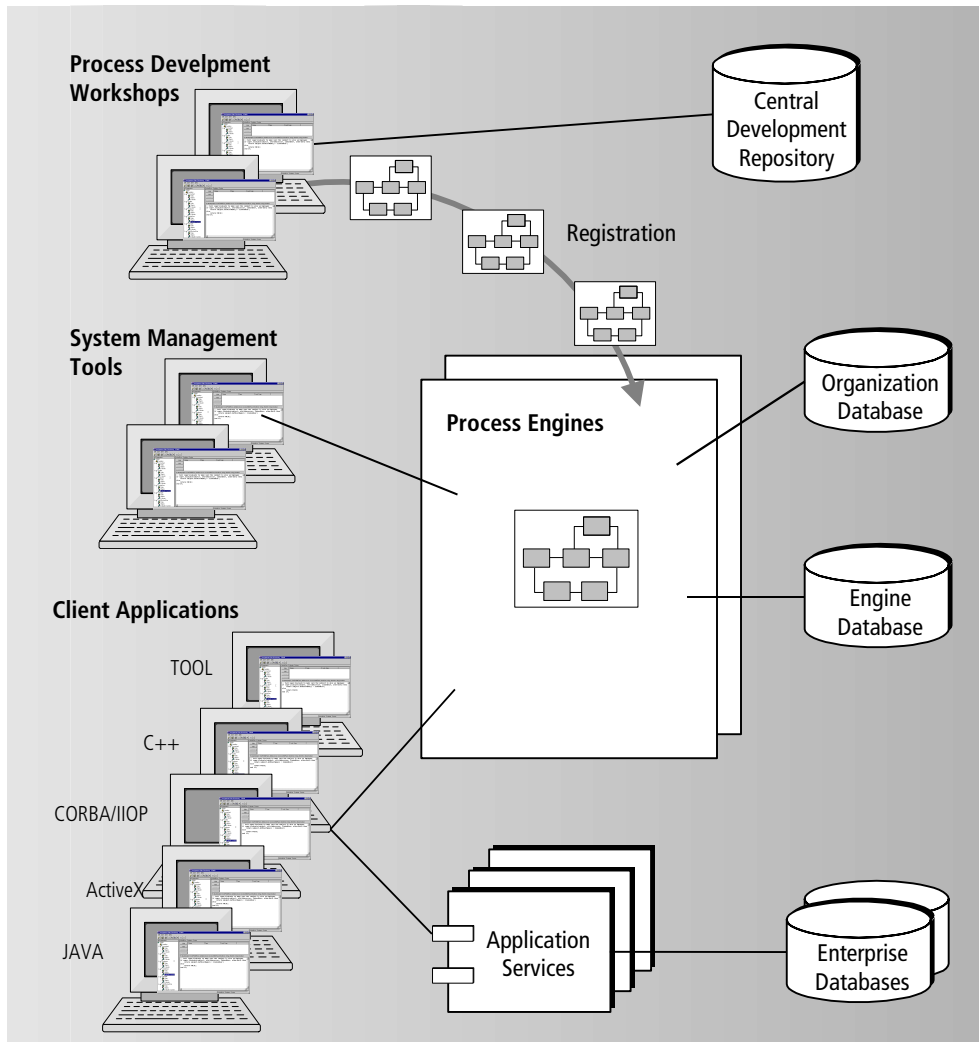 Process Develpment
Workshops
Central
Development
Repository
Registration
System Management
Tools
Process Engines
Organization
Database
Engine
Database
Client Applications
TOOL
C++
CORBA/IIOP
ActiveX
JAVA
Application
Services
Enterprise
Databases